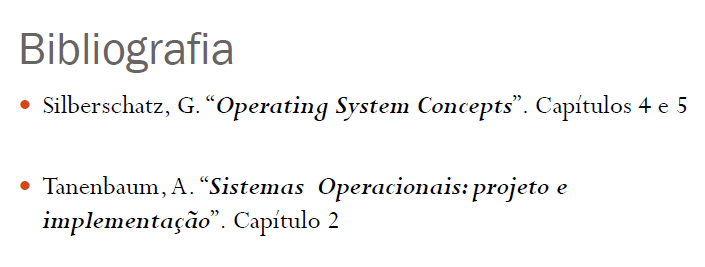 Bibliografia
• Silberschatz, G. “Operating System Concepts”. Capítulos 4 e 5
• Tanenbaum, A. “Sistemas Operacionais: projeto e
implementação”. Capítulo 2